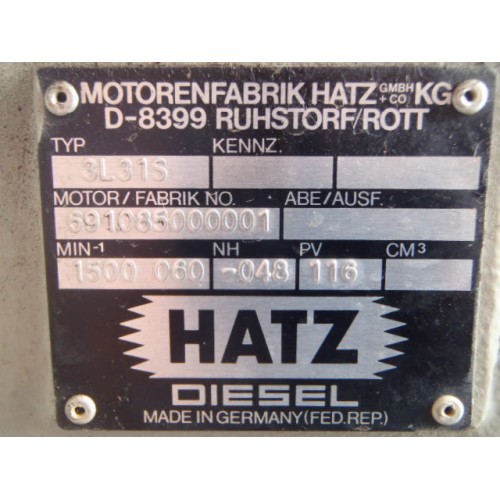 MOTORENFABRIK HATZ GMBH + CO KG
D-8399 RUHSTORF/ROTT
TYP KENNZ.
3L31S
MOTOR/FABRIK NO. ABE/AUSF.
691085000001
MIN-1 NH PV CM3
1500 060 -048 116
HATZ
DIESEL
MADE IN GERMANY (FED.REP.)